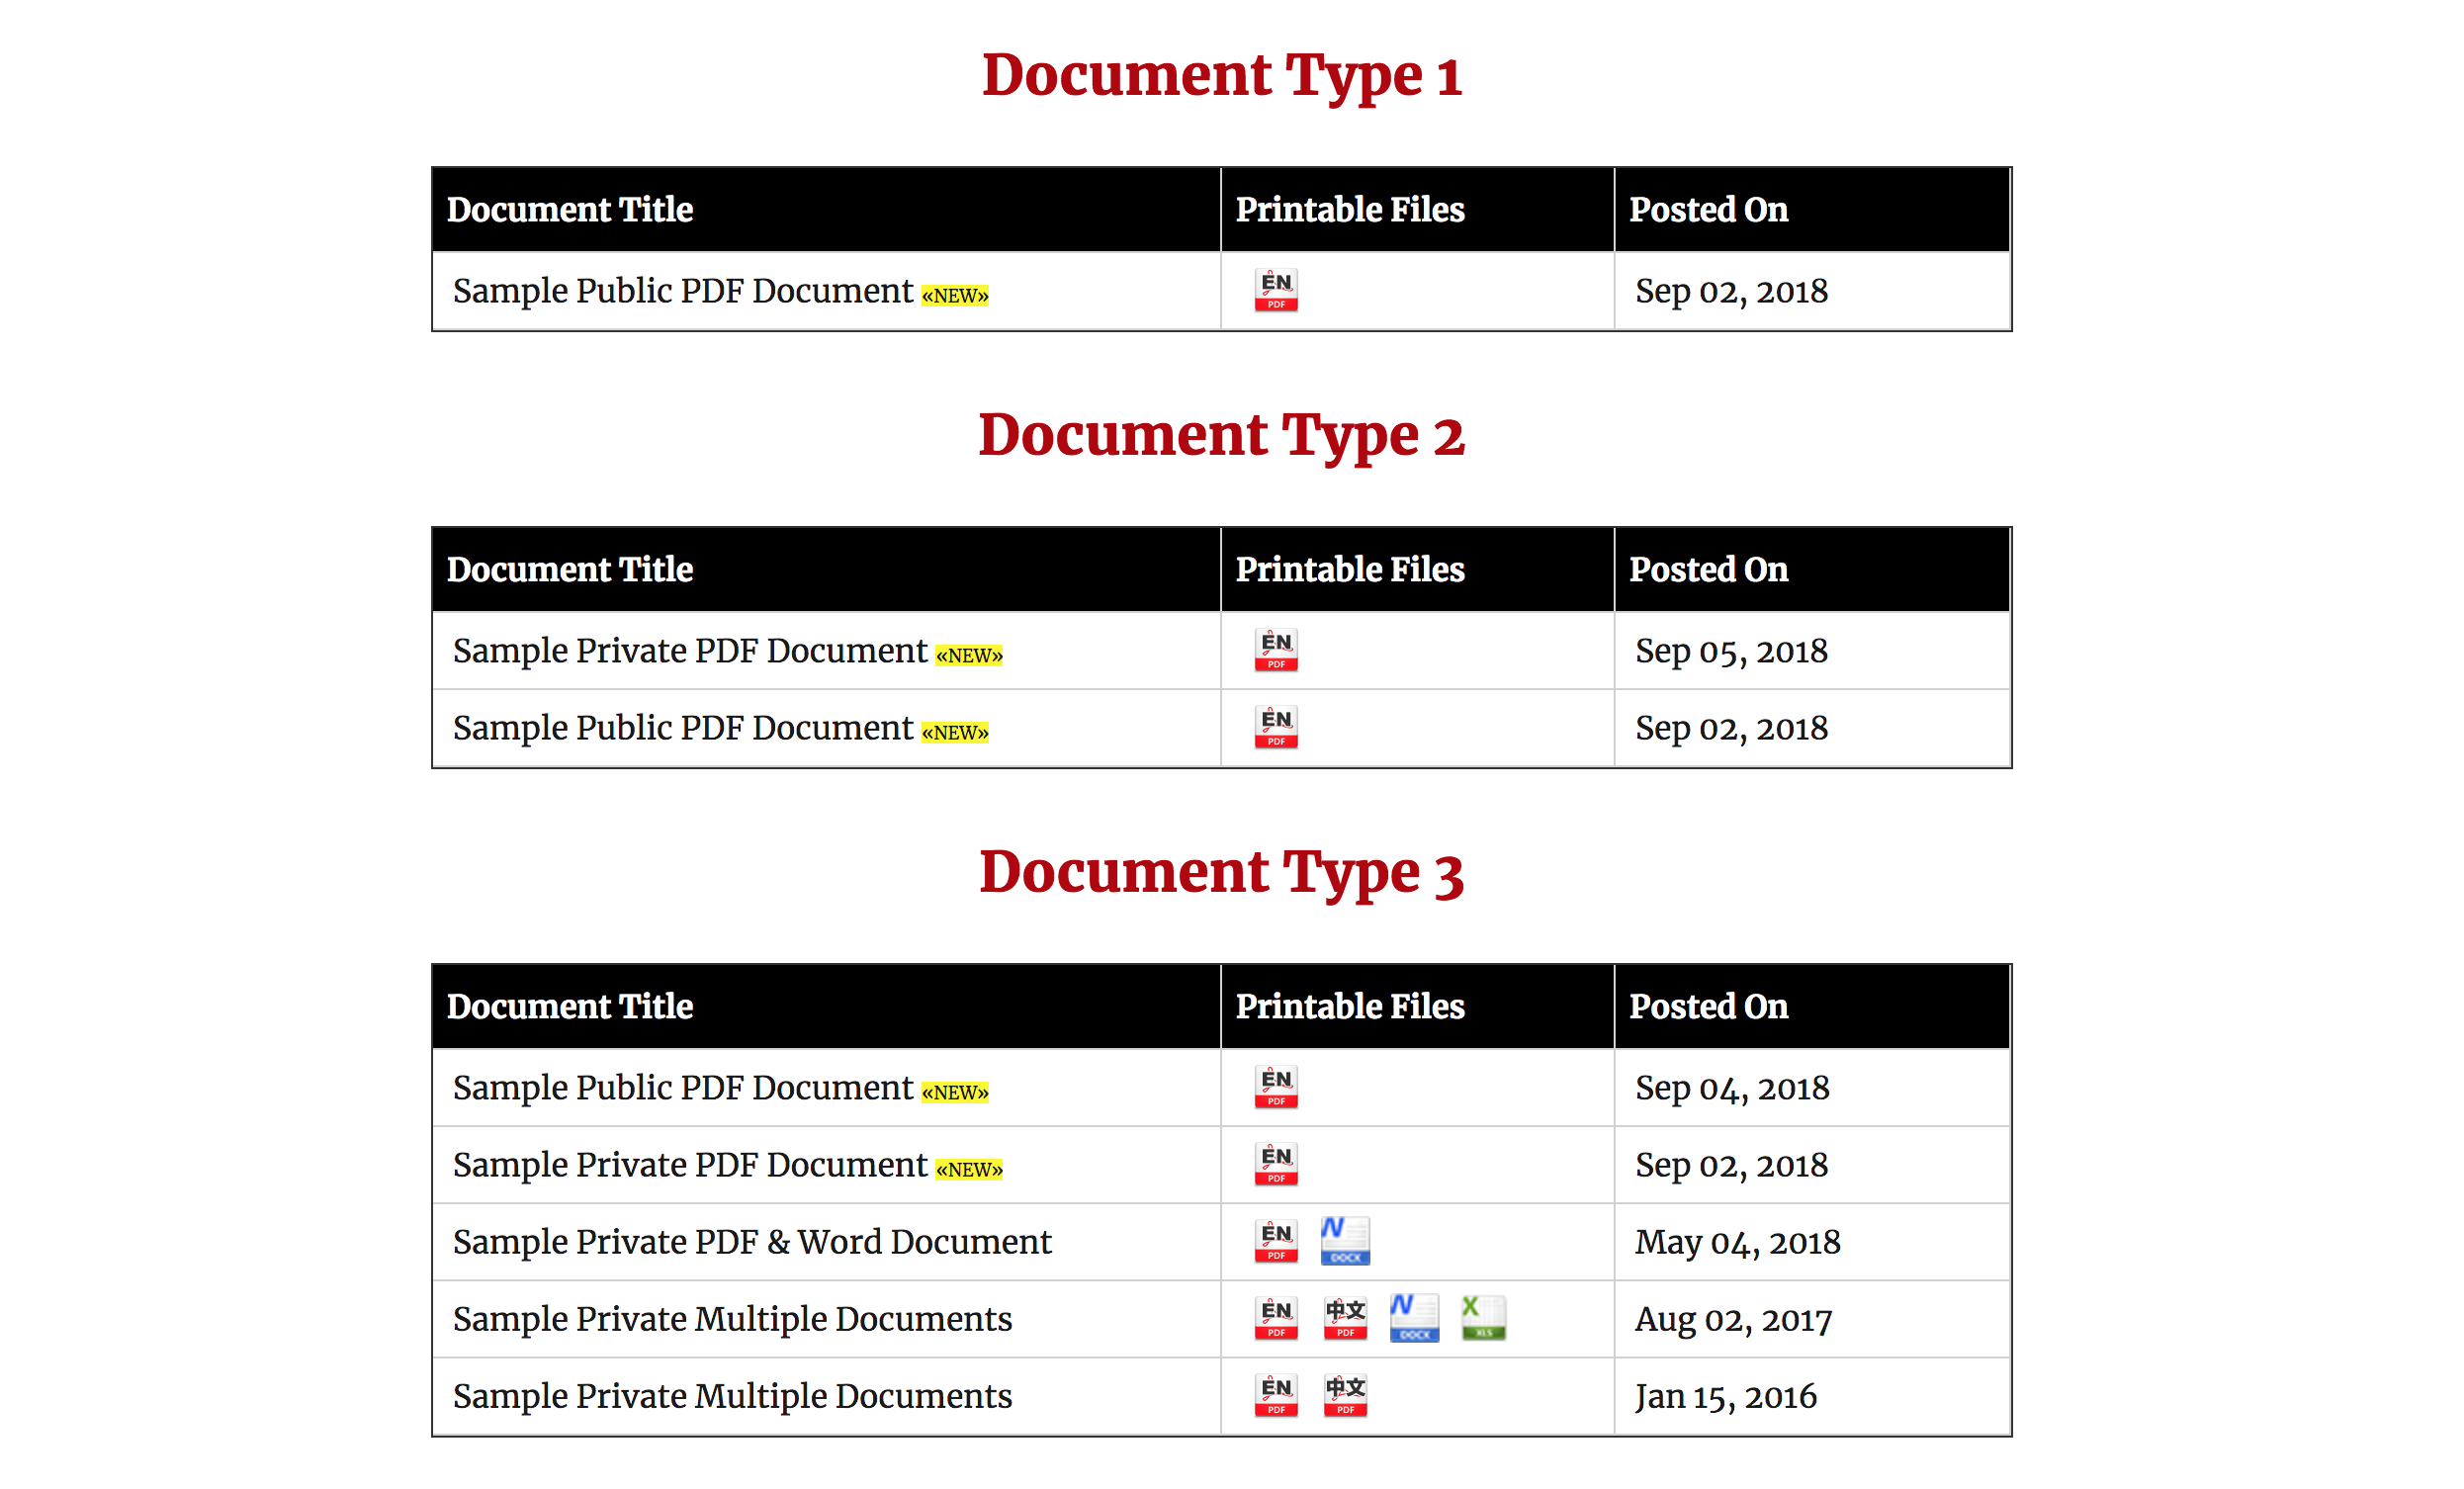 Document Type 1
Document Title Printable Files Posted On
Sample Public PDF Document «NEW» EN PDF Sep 02, 2018
Document Type 2
Document Title Printable Files Posted On
Sample Private PDF Document «NEW» EN PDF Sep 05, 2018
Sample Public PDF Document «NEW» EN PDF Sep 02, 2018
Document Type 3
Document Title Printable Files Posted On
Sample Public PDF Document «NEW» EN PDF Sep 04, 2018
Sample Private PDF Document «NEW» EN PDF Sep 02, 2018
Sample Private PDF & Word Document EN PDF DOCX May 04, 2018
Sample Private Multiple Documents EN PDF 中文 PDF DOCX XLS Aug 02, 2017
Sample Private Multiple Documents EN PDF 中文 PDF Jan 15, 2016